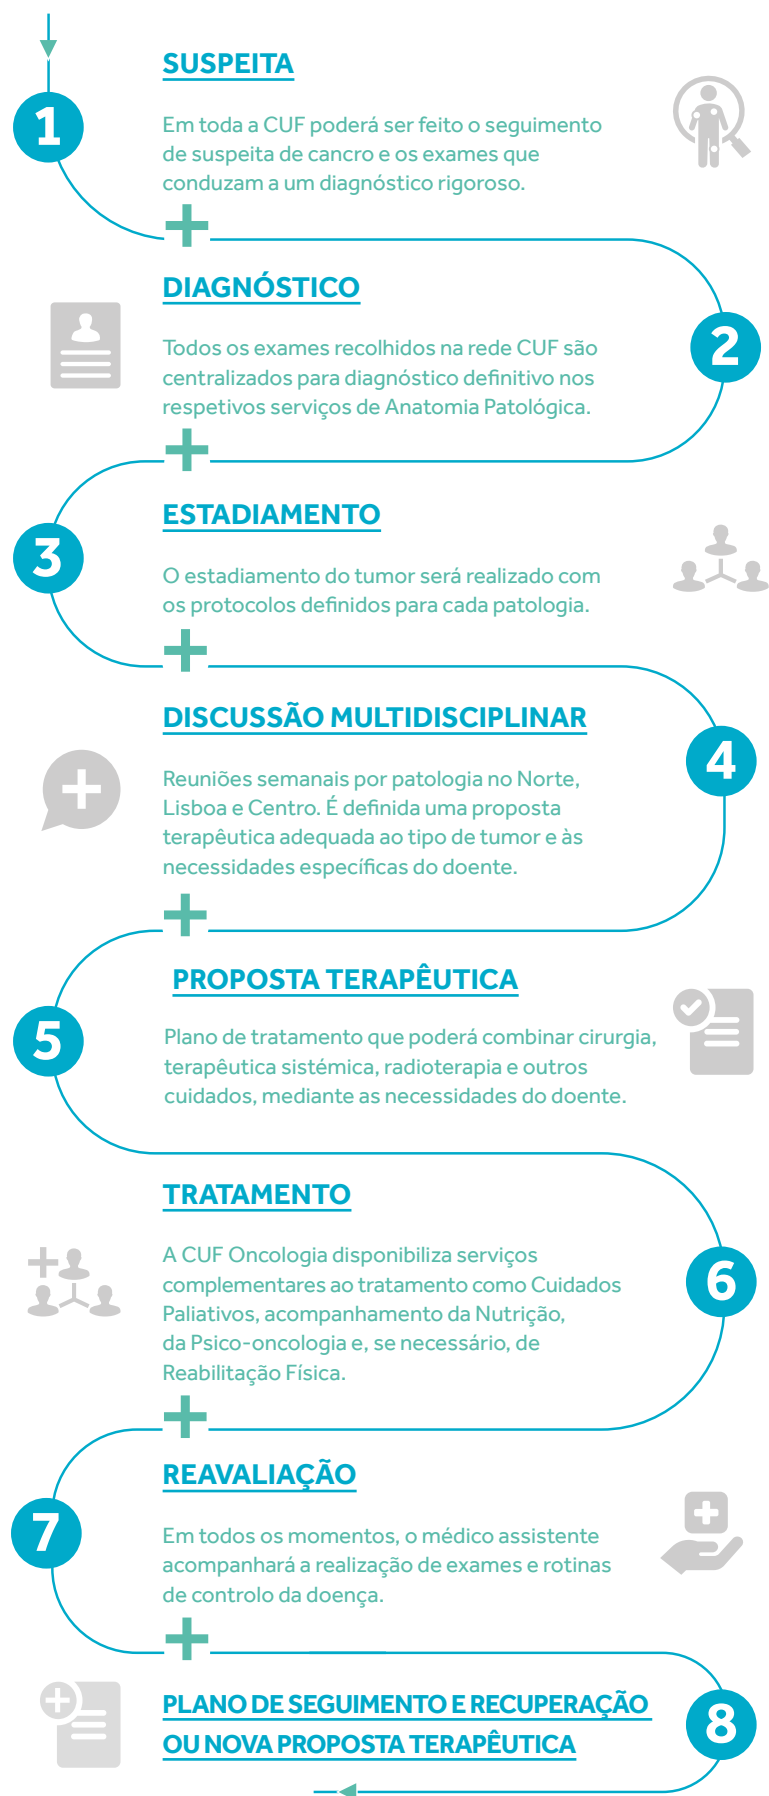 SUSPEITA
1
Em toda a CUF poderá ser feito o seguimento
de suspeita de cancro e os exames que
conduzam a um diagnóstico rigoroso.
DIAGNÓSTICO
2
Todos os exames recolhidos na rede CUF são
centralizados para diagnóstico definitivo nos
respetivos serviços de Anatomia Patológica.
ESTADIAMENTO
3
O estadiamento do tumor será realizado com
os protocolos definidos para cada patologia.
DISCUSSÃO MULTIDISCIPLINAR
4
Reuniões semanais por patologia no Norte,
Lisboa e Centro. É definida uma proposta
terapêutica adequada ao tipo de tumor e às
necessidades específicas do doente.
PROPOSTA TERAPÊUTICA
5
Plano de tratamento que poderá combinar cirurgia,
terapêutica sistémica, radioterapia e outros
cuidados, mediante as necessidades do doente.
TRATAMENTO
6
A CUF Oncologia disponibiliza serviços
complementares ao tratamento como Cuidados
Paliativos, acompanhamento da Nutrição,
da Psico-oncologia e, se necessário, de
Reabilitação Física.
REAVALIAÇÃO
7
Em todos os momentos, o médico assistente
acompanhará a realização de exames e rotinas
de controlo da doença.
PLANO DE SEGUIMENTO E RECUPERAÇÃO
OU NOVA PROPOSTA TERAPÊUTICA
8